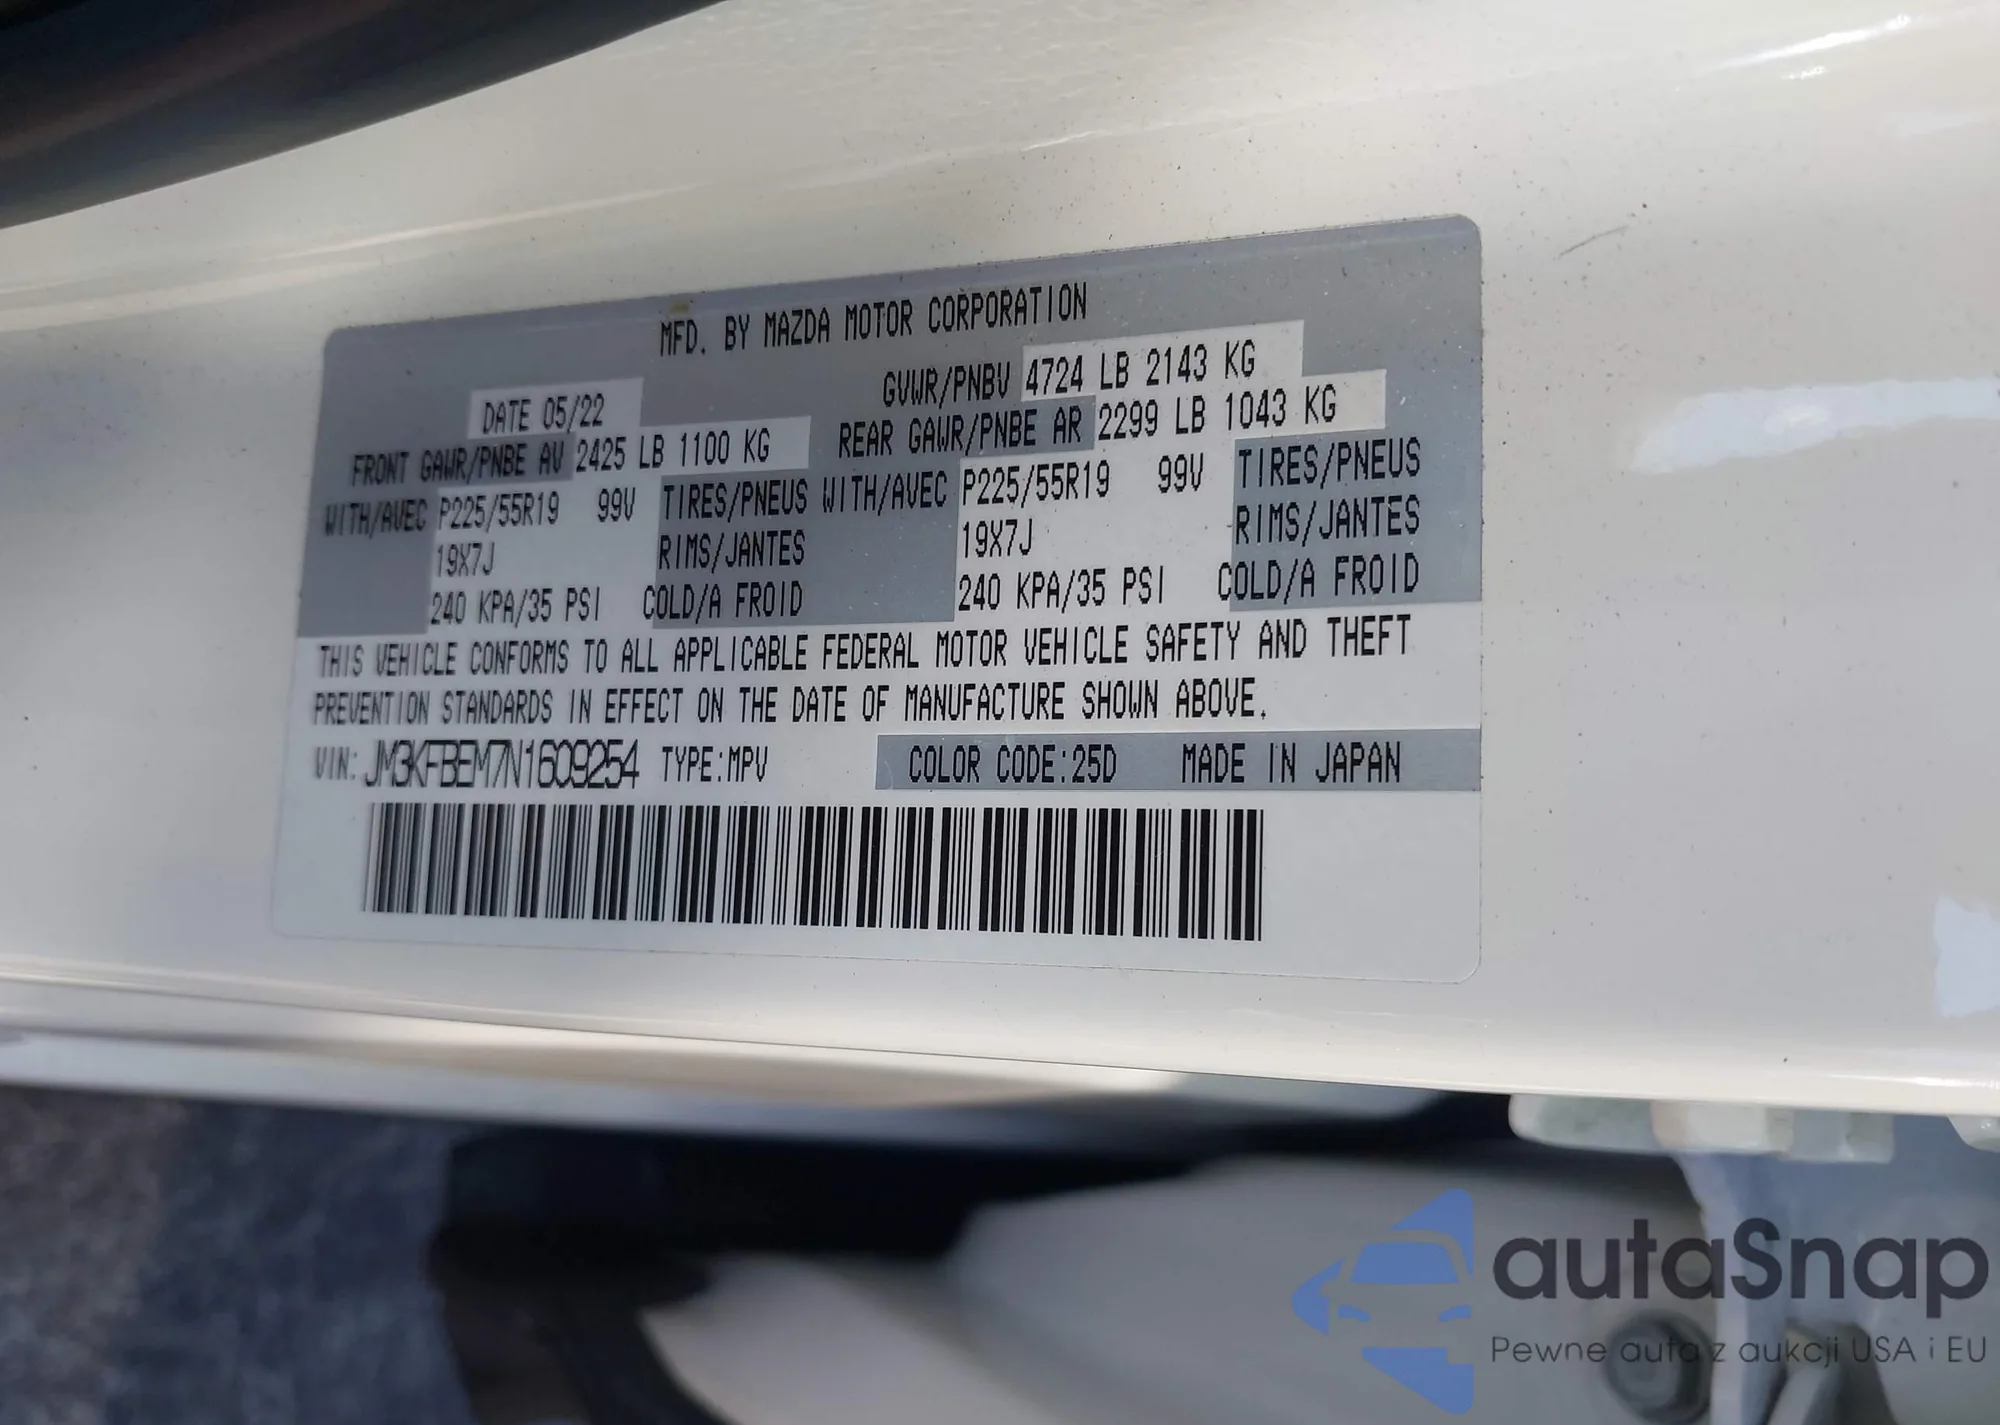 MFD. BY MAZDA MOTOR CORPORATION
DATE 05/22 GVWR/PNBV 4724 LB 2143 KG
FRONT GAWR/PNBE AV 2425 LB 1100 KG REAR GAWR/PNBE AR 2299 LB 1043 KG
WITH/AVEC P225/55R19 99V TIRES/PNEUS WITH/AVEC P225/55R19 99V TIRES/PNEUS
19X7J RIMS/JANTES 19X7J RIMS/JANTES
240 KPA/35 PSI COLD/A FROID 240 KPA/35 PSI COLD/A FROID
THIS VEHICLE CONFORMS TO ALL APPLICABLE FEDERAL MOTOR VEHICLE SAFETY AND THEFT
PREVENTION STANDARDS IN EFFECT ON THE DATE OF MANUFACTURE SHOWN ABOVE.
VIN: JM3KFBEM7N1609254 TYPE:MPV COLOR CODE:25D MADE IN JAPAN
autaSnap
Pewne auta z aukcji USA i EU